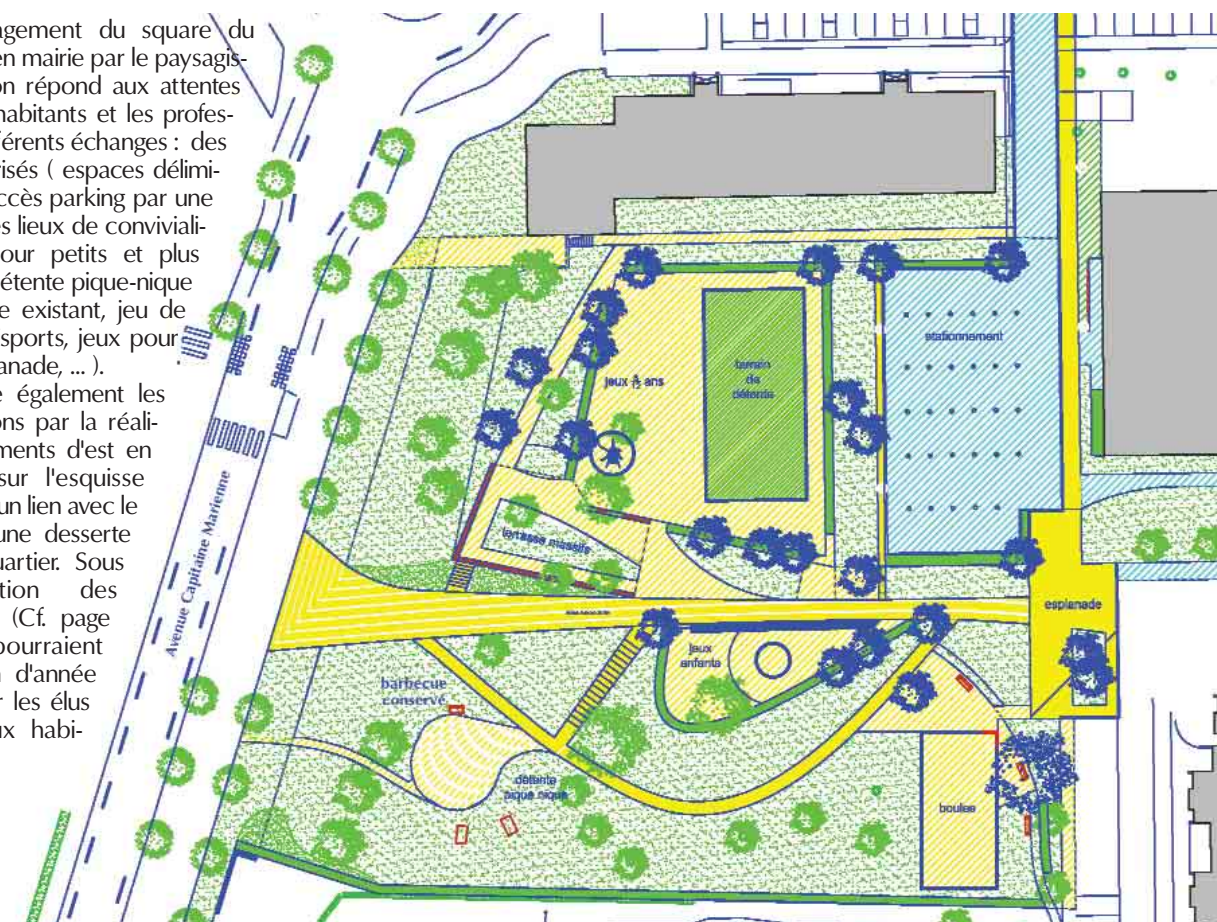 agement du square du
en mairie par le paysagis-
on répond aux attentes
habitants et les profes-
férents échanges : des
risés ( espaces délimi-
ccès parking par une
es lieux de conviviali-
our petits et plus
étente pique-nique
e existant, jeu de
sports, jeux pour
anade, ... ).
e également les
ons par la réali-
ments d'est en
sur l'esquisse
un lien avec le
une desserte
uartier. Sous
tion des
(Cf. page
pourraient
n d'année
r les élus
ux habi-
Avenue Capitaine Marienne
jeux ans
terrain
de
détente
stationnement
terrasse massifs
esplanade
jeux
enfants
barbecue
conservé
détente
pique nique
boules